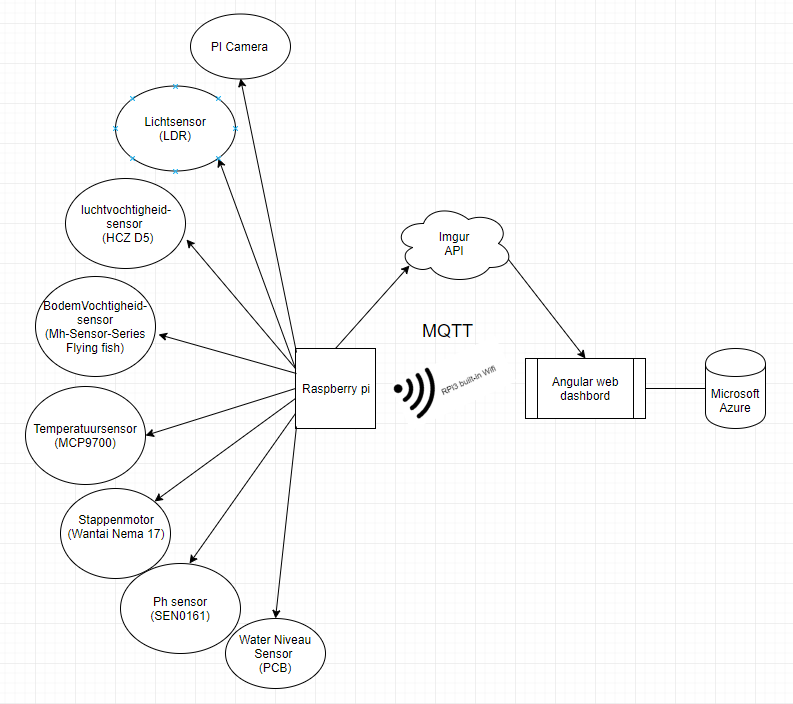 PI Camera
Lichtsensor
(LDR)
luchtvochtigheid-
sensor
(HCZ D5)
BodemVochtigheid-
sensor
(Mh-Sensor-Series
Flying fish)
Temperatuursensor
(MCP9700)
Stappenmotor
(Wantai Nema 17)
Ph sensor
(SEN0161)
Water Niveau
Sensor
(PCB)
Raspberry pi
Imgur
API
MQTT
RPI3 built-in Wifi
Angular web
dashbord
Microsoft
Azure